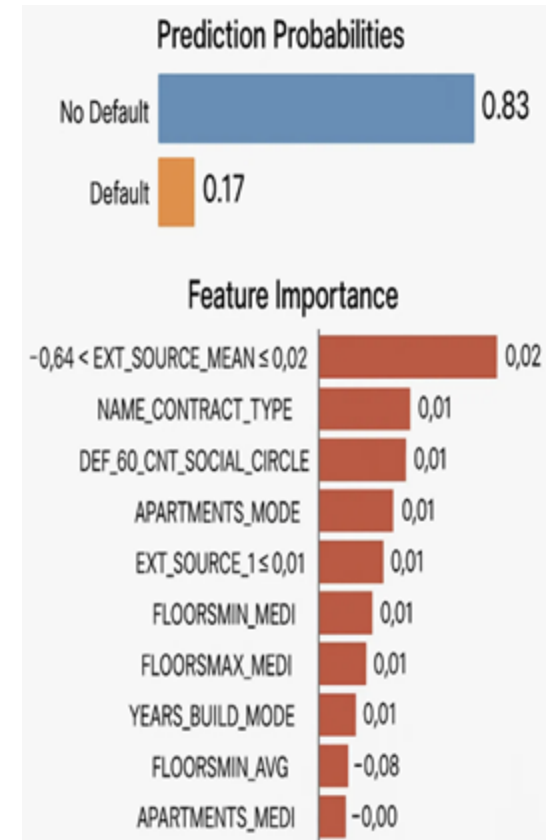 Prediction Probabilities
No Default 0.83
Default 0.17
Feature Importance
-0,64 < EXT_SOURCE_MEAN ≤ 0,02 0,02
NAME_CONTRACT_TYPE 0,01
DEF_60_CNT_SOCIAL_CIRCLE 0,01
APARTMENTS_MODE 0,01
EXT_SOURCE_1 ≤ 0,01 0,01
FLOORSMIN_MEDI 0,01
FLOORSMAX_MEDI 0,01
YEARS_BUILD_MODE 0,01
FLOORSMIN_AVG -0,08
APARTMENTS_MEDI -0,00